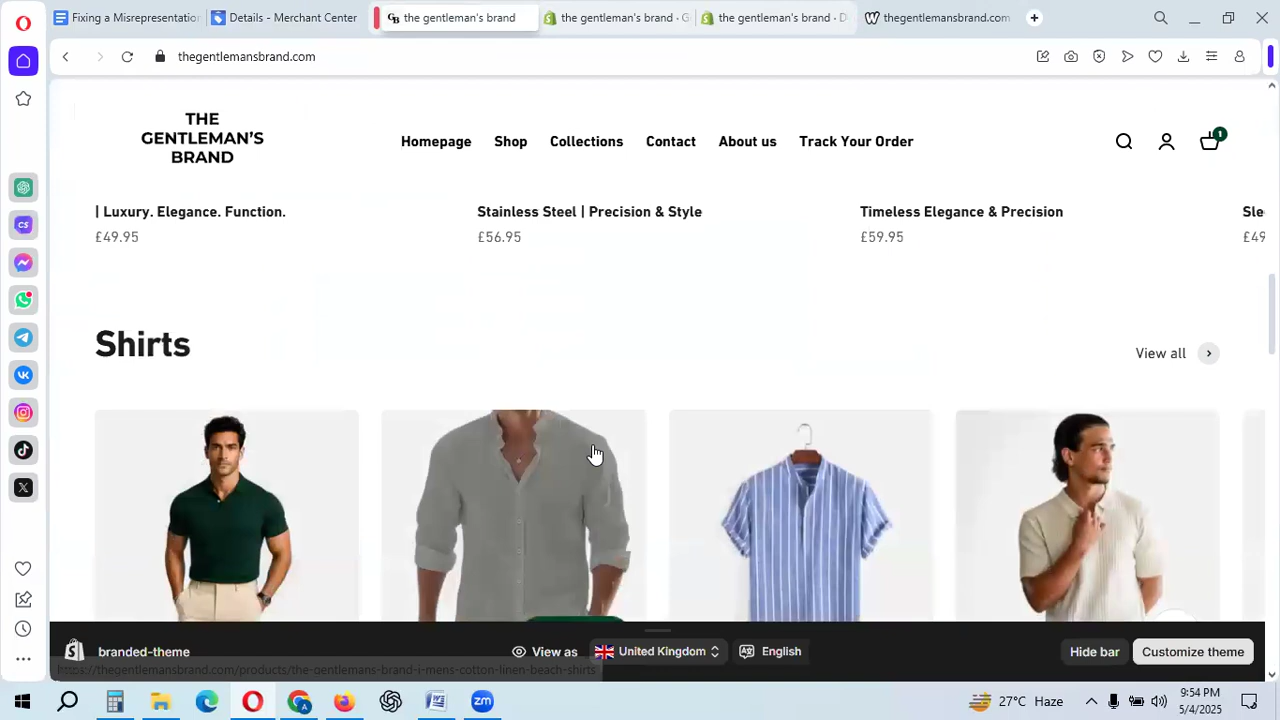 Fixing a Misrepresentation
Details - Merchant Center
the gentleman's brand
the gentleman's brand · G
the gentleman's brand · D
thegentlemansbrand.com
thegentlemansbrand.com
THE
GENTLEMAN'S
BRAND
Homepage
Shop
Collections
Contact
About us
Track Your Order
1
| Luxury. Elegance. Function.
£49.95
Stainless Steel | Precision & Style
£56.95
Timeless Elegance & Precision
£59.95
£49
Shirts
View all
branded-theme
View as
United Kingdom
English
Hide bar
Customize theme
https://thegentlemansbrand.com/products/the-gentlemans-brand-i-mens-cotton-linen-beach-shirts
27°C Haze
9:54 PM
5/4/2025